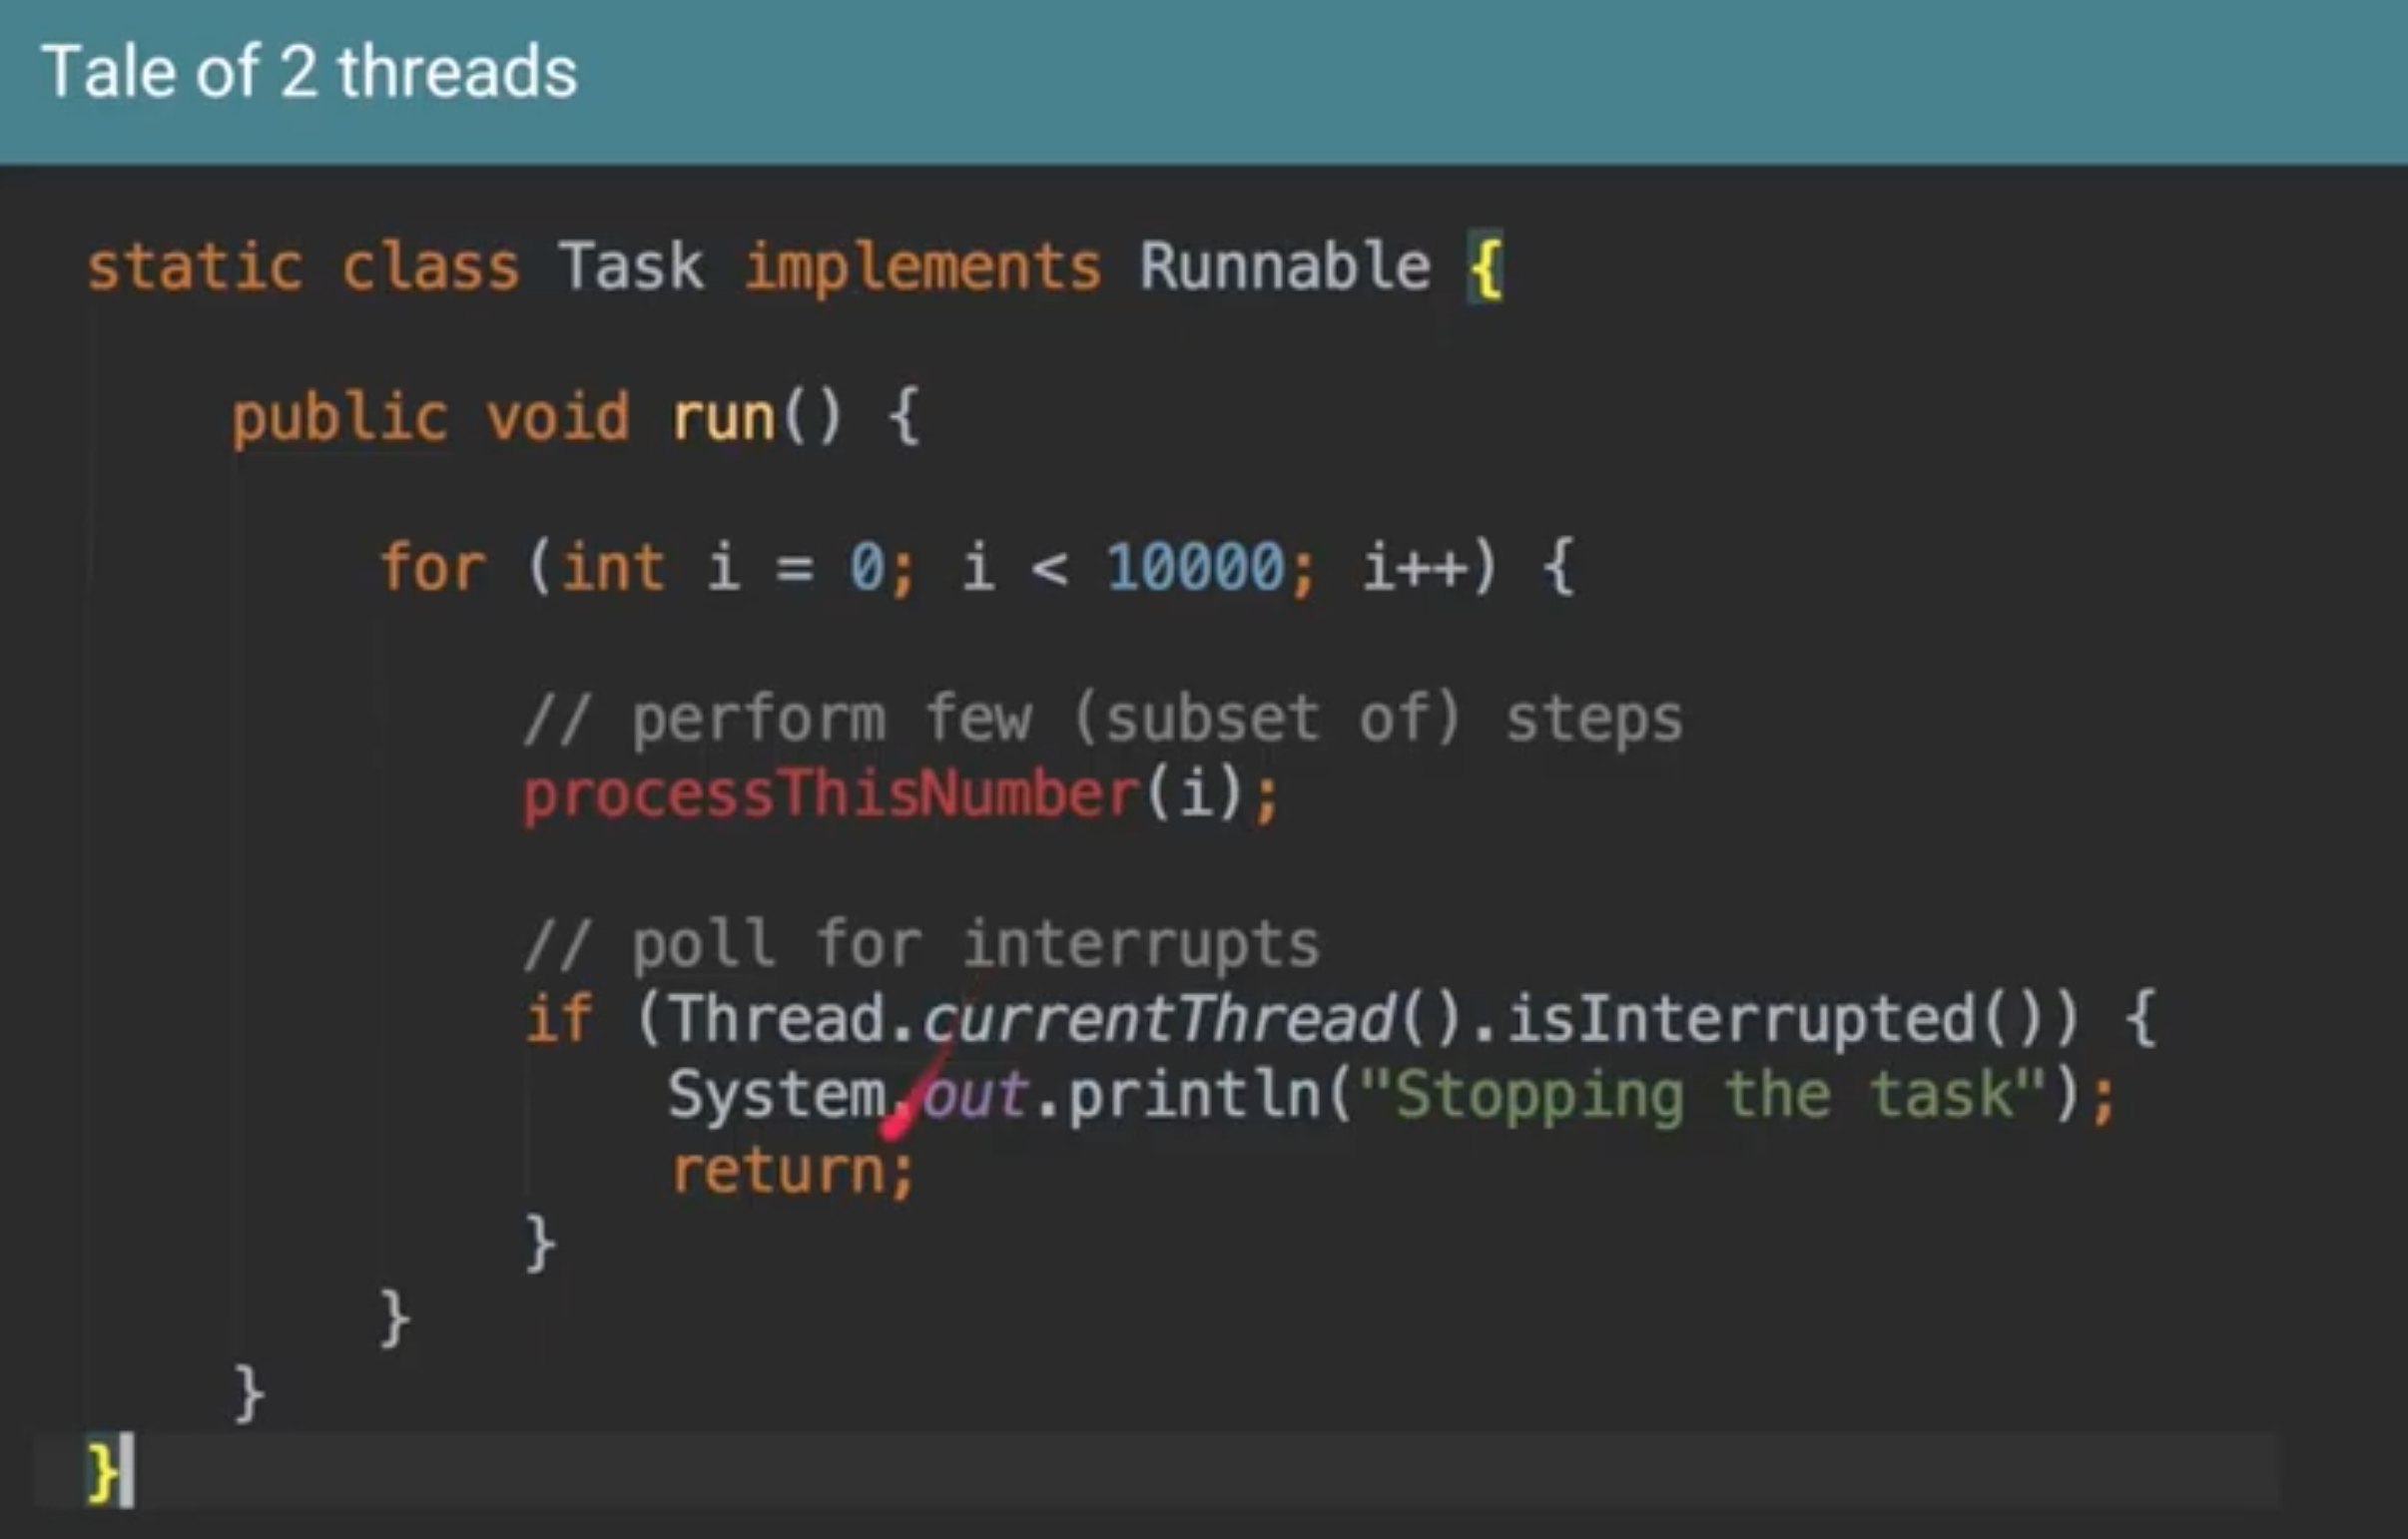 Tale of 2 threads
static class Task implements Runnable {
public void run() {
for (int i = 0; i < 10000; i++) {
// perform few (subset of) steps
processThisNumber(i);
// poll for interrupts
if (Thread.currentThread().isInterrupted()) {
System.out.println("Stopping the task");
return;
}
}
}
}